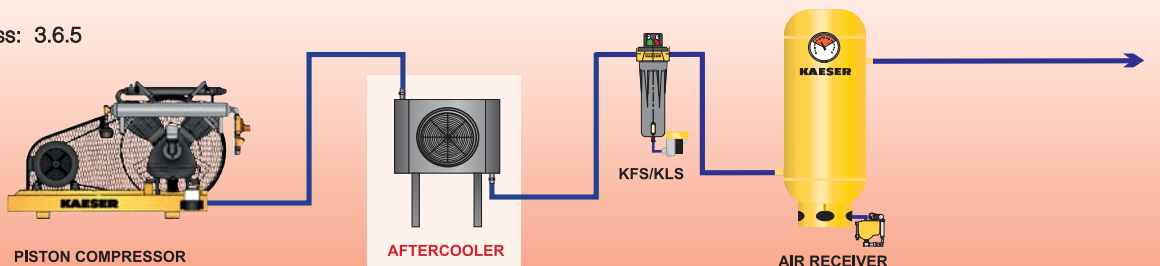 ss: 3.6.5
KAESER
KAESER
KFS/KLS
AFTERCOOLER
PISTON COMPRESSOR
AIR RECEIVER